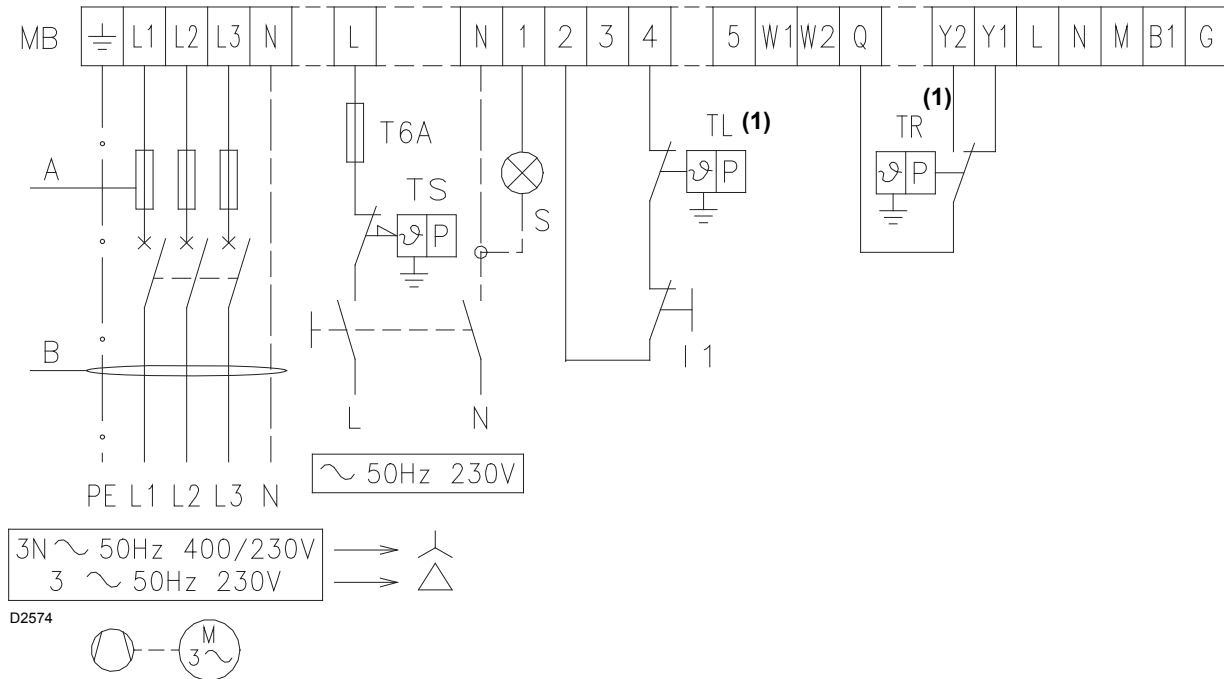 MB ⏚ L1 L2 L3 N L N 1 2 3 4 5 W1 W2 Q Y2 Y1 L N M B1 G
(1)
T6A TL (1) TR
A
ϑ P ϑ P
TS
S
ϑ P
B
I1
L N
~ 50Hz 230V
PE L1 L2 L3 N
3N ~ 50Hz 400/230V
3 ~ 50Hz 230V
D2574
M
3~